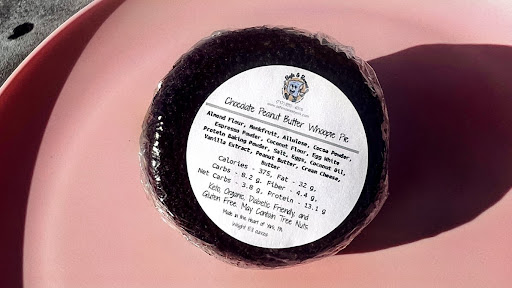 Chocolate Peanut Butter Whoopie Pie
Almond Flour, Monkfruit, Allulose, Cocoa Powder,
Espresso Powder, Coconut Flour, Egg White
Protein Baking Powder, Salt, Eggs, Coconut Oil,
Vanilla Extract, Peanut Butter, Cream Cheese,
Butter
Calories - 375, Fat - 32 g,
Carbs - 8.2 g, Fiber - 4.4 g,
Net Carbs - 3.8 g, Protein - 13.1 g
Keto, Organic, Diabetic Friendly, and
Gluten Free. May Contain Tree Nuts
Made in the Heart of York, PA
Weight
ounces